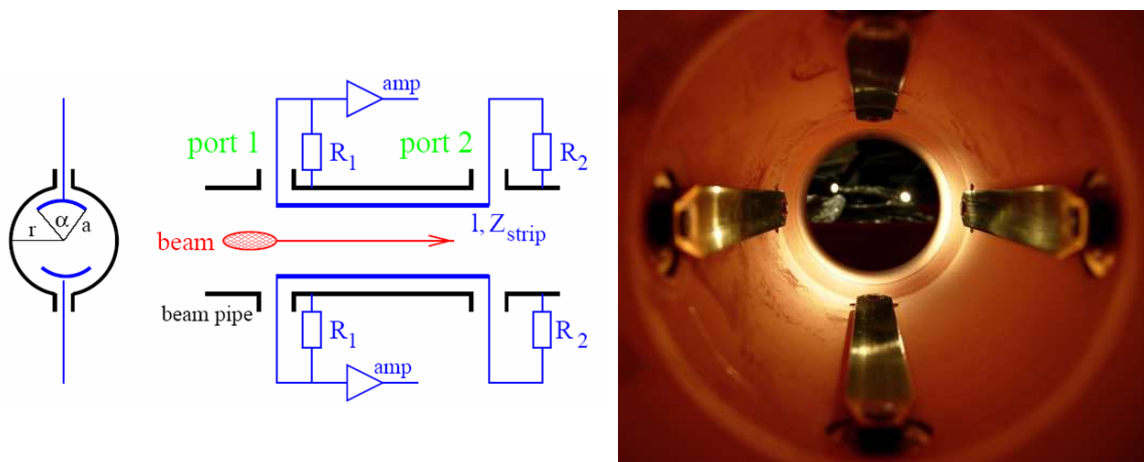 amp
port 1
port 2
R1
R2
α
a
r
l, Zstrip
beam
beam pipe
R1
R2
amp